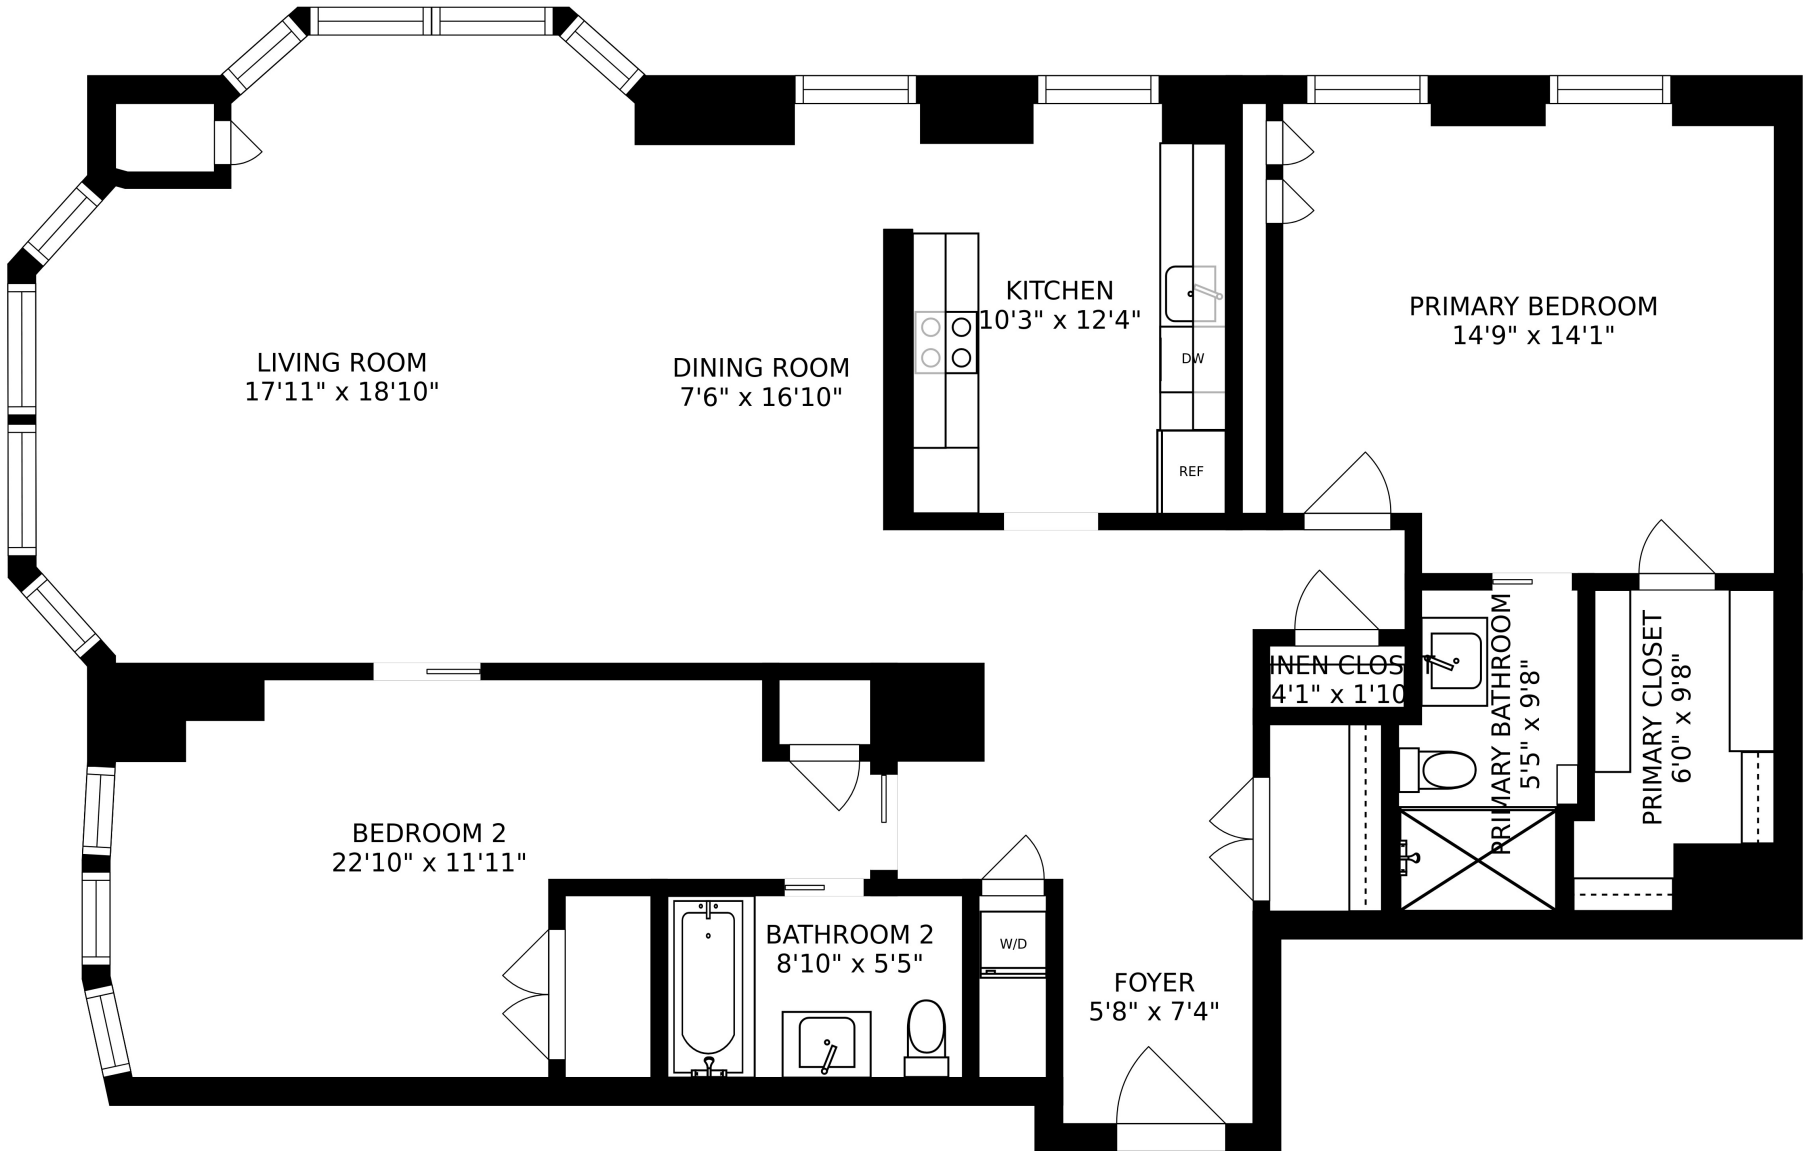 KITCHEN
10'3" x 12'4"
PRIMARY BEDROOM
14'9" x 14'1"
LIVING ROOM
17'11" x 18'10"
DINING ROOM
7'6" x 16'10"
DW
REF
INEN CLOS T
4'1" x 1'10
PRIMARY BATHROOM
5'5" x 9'8"
PRIMARY CLOSET
6'0" x 9'8"
BEDROOM 2
22'10" x 11'11"
BATHROOM 2
8'10" x 5'5"
W/D
FOYER
5'8" x 7'4"